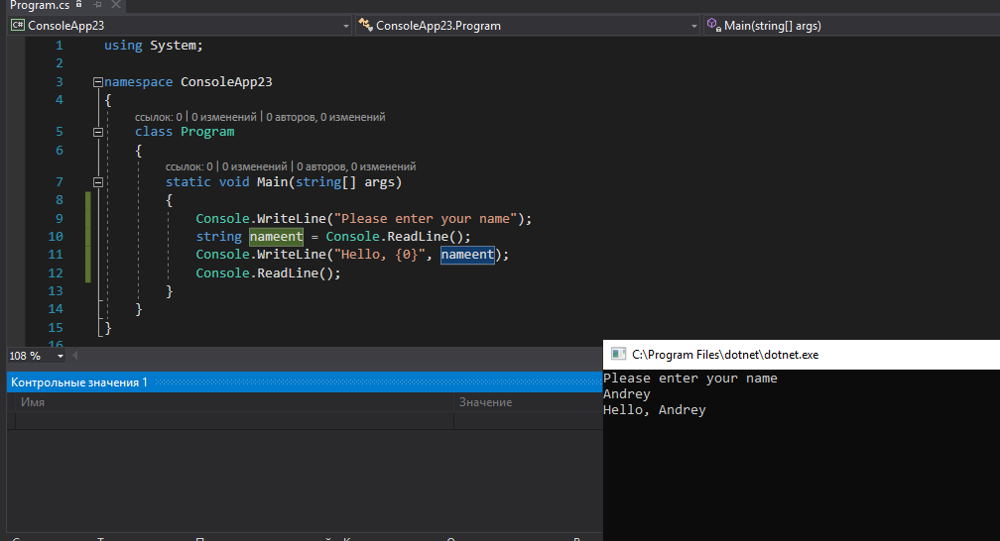 Program.cs
ConsoleApp23 ConsoleApp23.Program Main(string[] args)
1 using System;
2
3 namespace ConsoleApp23
4 {
ссылок: 0 | 0 изменений | 0 авторов, 0 изменений
5 class Program
6 {
ссылок: 0 | 0 изменений | 0 авторов, 0 изменений
7 static void Main(string[] args)
8 {
9 Console.WriteLine("Please enter your name");
10 string nameent = Console.ReadLine();
11 Console.WriteLine("Hello, {0}", nameent);
12 Console.ReadLine();
13 }
14 }
15 }
16
108 %
Контрольные значения 1
Имя Значение
C:\Program Files\dotnet\dotnet.exe
Please enter your name
Andrey
Hello, Andrey